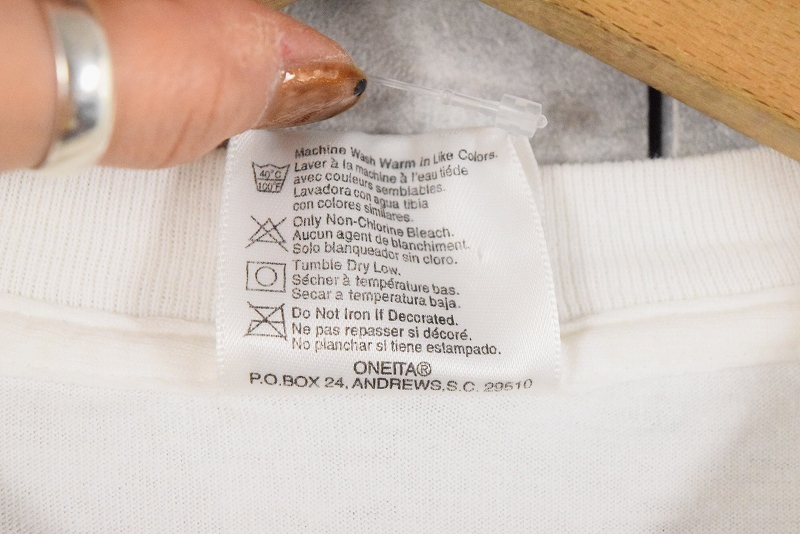 Machine Wash Warm in Like Colors.
40°C
100°F
Laver à la machine à l'eau tiéde
avec couleurs semblables.
Lavadora con agua tibia
con colores similares.
Only Non-Chlorine Bleach.
Aucun agent de blanchiment.
Solo blanqueador sin cloro.
Tumble Dry Low.
Sécher à température bas.
Secar a temperatura baja.
Do Not Iron If Decorated.
Ne pas repasser si décoré.
No planchar si tiene estampado.
ONEITA®
P.O.BOX 24, ANDREWS,S.C. 29510